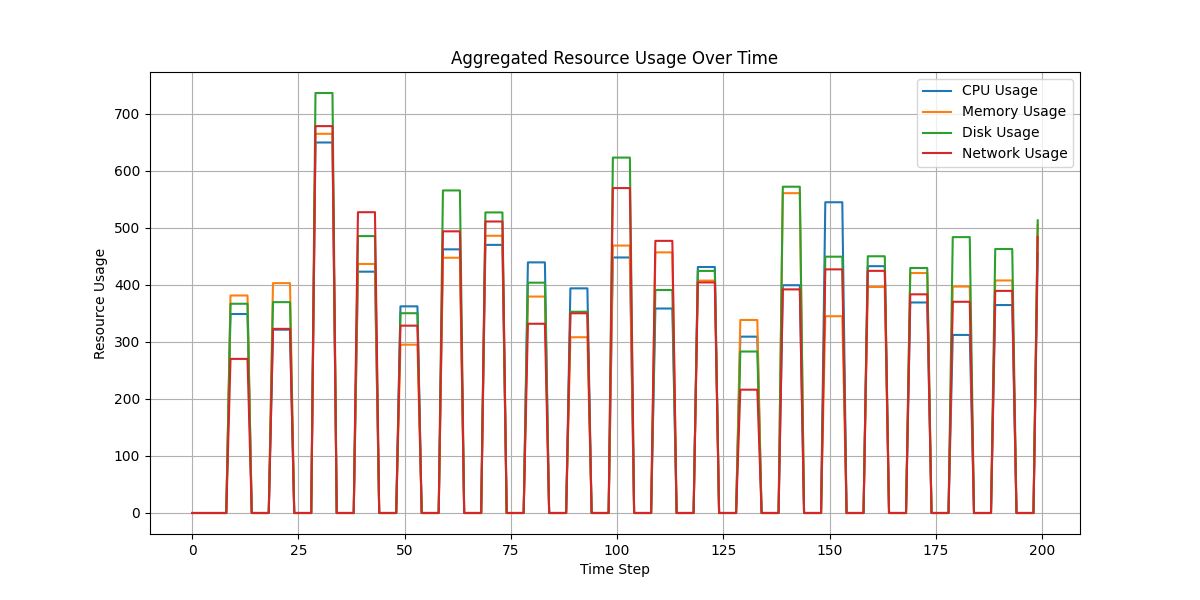 Aggregated Resource Usage Over Time
CPU Usage
Memory Usage
Disk Usage
Network Usage
Resource Usage
700
600
500
400
300
200
100
0
0 25 50 75 100 125 150 175 200
Time Step